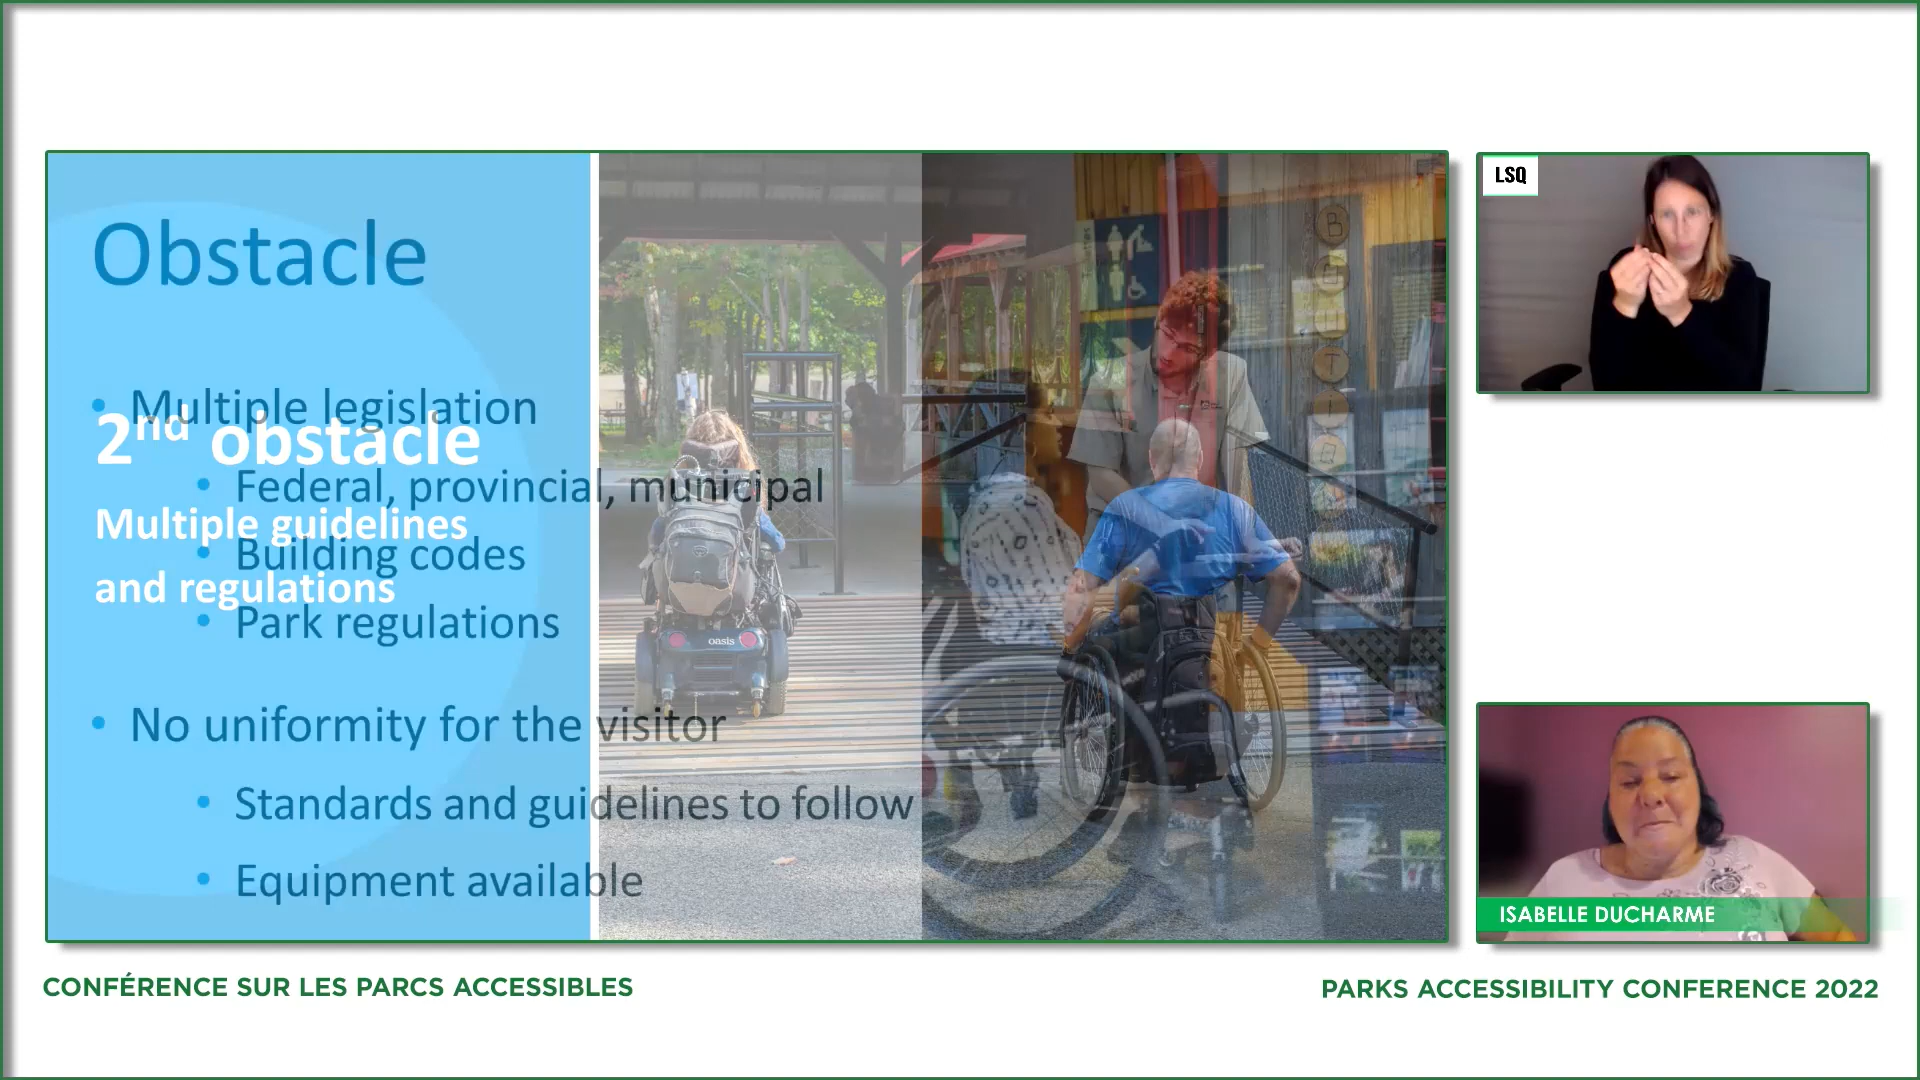 LSQ
Obstacle
• Multiple legislation
2nd obstacle
• Federal, provincial, municipal
Multiple guidelines
• Building codes
and regulations
• Park regulations
• No uniformity for the visitor
• Standards and guidelines to follow
• Equipment available
oasis
B
ISABELLE DUCHARME
CONFÉRENCE SUR LES PARCS ACCESSIBLES
PARKS ACCESSIBILITY CONFERENCE 2022